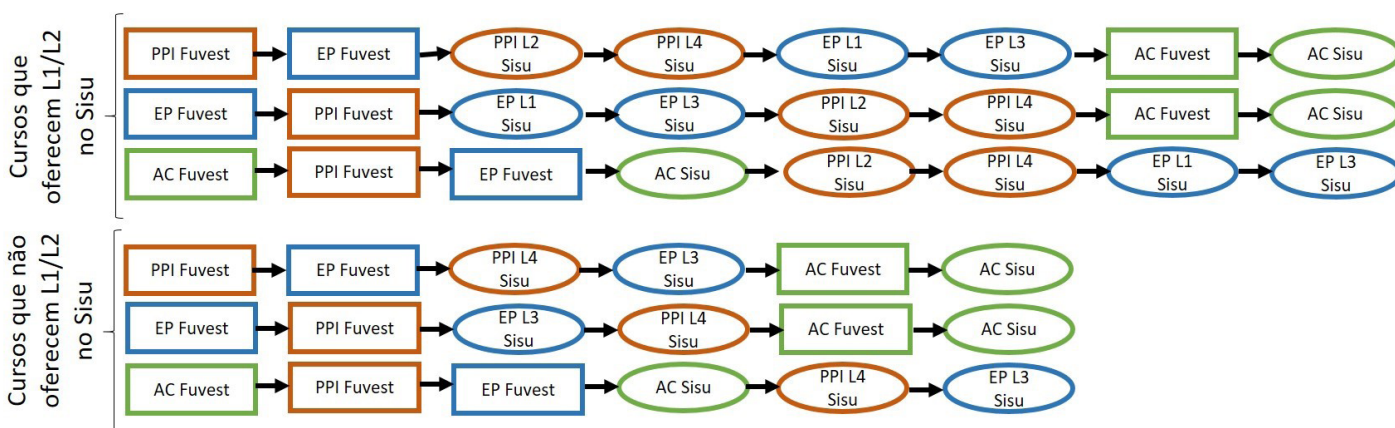 Cursos que
oferecem L1/L2
no Sisu
PPI Fuvest
EP Fuvest
PPI L2
Sisu
PPI L4
Sisu
EP L1
Sisu
EP L3
Sisu
AC Fuvest
AC Sisu
EP Fuvest
PPI Fuvest
EP L1
Sisu
EP L3
Sisu
PPI L2
Sisu
PPI L4
Sisu
AC Fuvest
AC Sisu
AC Fuvest
PPI Fuvest
EP Fuvest
AC Sisu
PPI L2
Sisu
PPI L4
Sisu
EP L1
Sisu
EP L3
Sisu
Cursos que não
oferecem L1/L2
no Sisu
PPI Fuvest
EP Fuvest
PPI L4
Sisu
EP L3
Sisu
AC Fuvest
AC Sisu
EP Fuvest
PPI Fuvest
EP L3
Sisu
PPI L4
Sisu
AC Fuvest
AC Sisu
AC Fuvest
PPI Fuvest
EP Fuvest
AC Sisu
PPI L4
Sisu
EP L3
Sisu